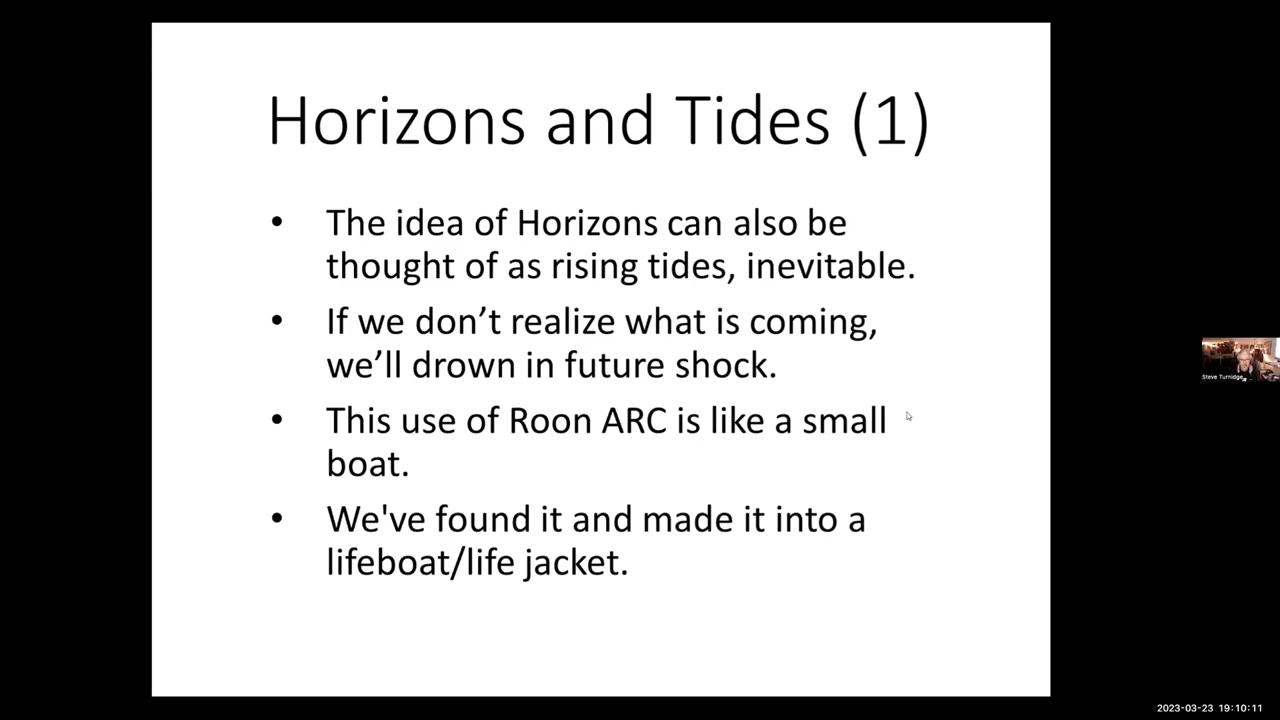 Horizons and Tides (1)
• The idea of Horizons can also be
thought of as rising tides, inevitable.
• If we don’t realize what is coming,
we’ll drown in future shock.
• This use of Roon ARC is like a small
boat.
• We've found it and made it into a
lifeboat/life jacket.
Steve Turnidge
2023-03-23 19:10:11